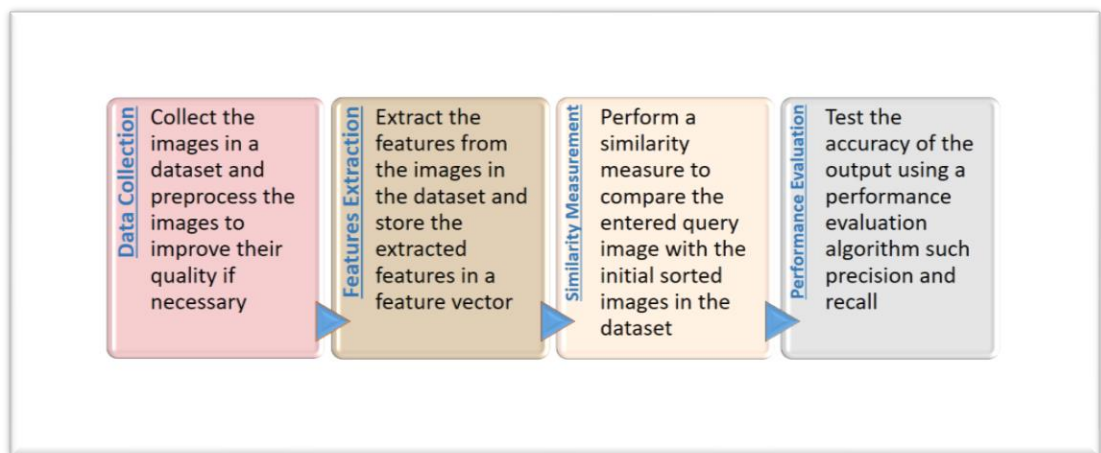 Data Collection
Collect the
images in a
dataset and
preprocess the
images to
improve their
quality if
necessary
Features Extraction
Extract the
features from
the images in
the dataset and
store the
extracted
features in a
feature vector
Similarity Measurement
Perform a
similarity
measure to
compare the
entered query
image with the
initial sorted
images in the
dataset
Performance Evaluation
Test the
accuracy of the
output using a
performance
evaluation
algorithm such
precision and
recall